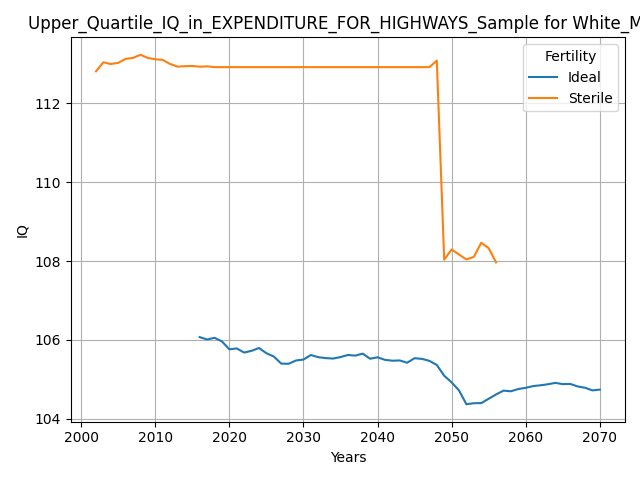 Upper_Quartile_IQ_in_EXPENDITURE_FOR_HIGHWAYS_Sample for White_M
Fertility
Ideal
Sterile
112
110
108
106
104
IQ
2000 2010 2020 2030 2040 2050 2060 2070
Years